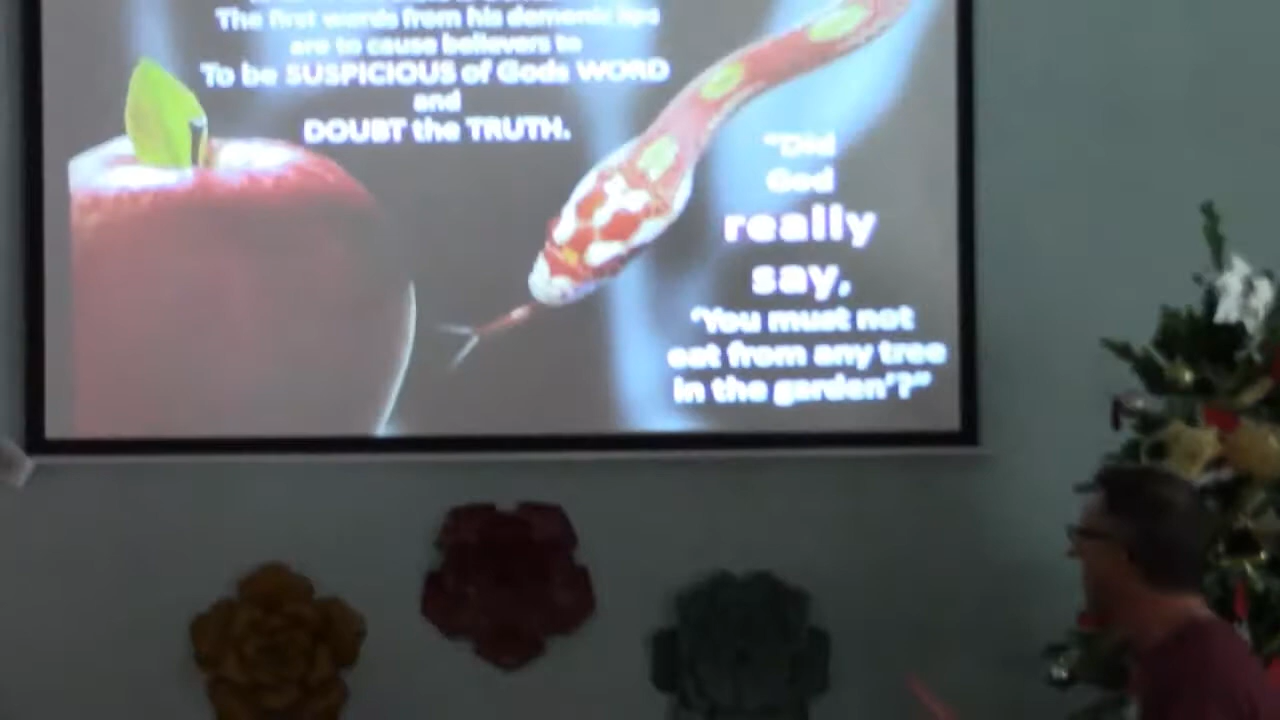 The first words from his demonic lips
are to cause believers to
To be SUSPICIOUS of Gods WORD
and
DOUBT the TRUTH.
"Did
God
really
say,
'You must not
eat from any tree
in the garden'?"